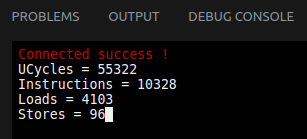 PROBLEMS OUTPUT DEBUG CONSOLE
Connected success !
UCycles = 55322
Instructions = 10328
Loads = 4103
Stores = 96